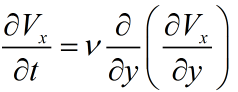 ∂Vₓ/∂t = ν ∂/∂y (∂Vₓ/∂y)